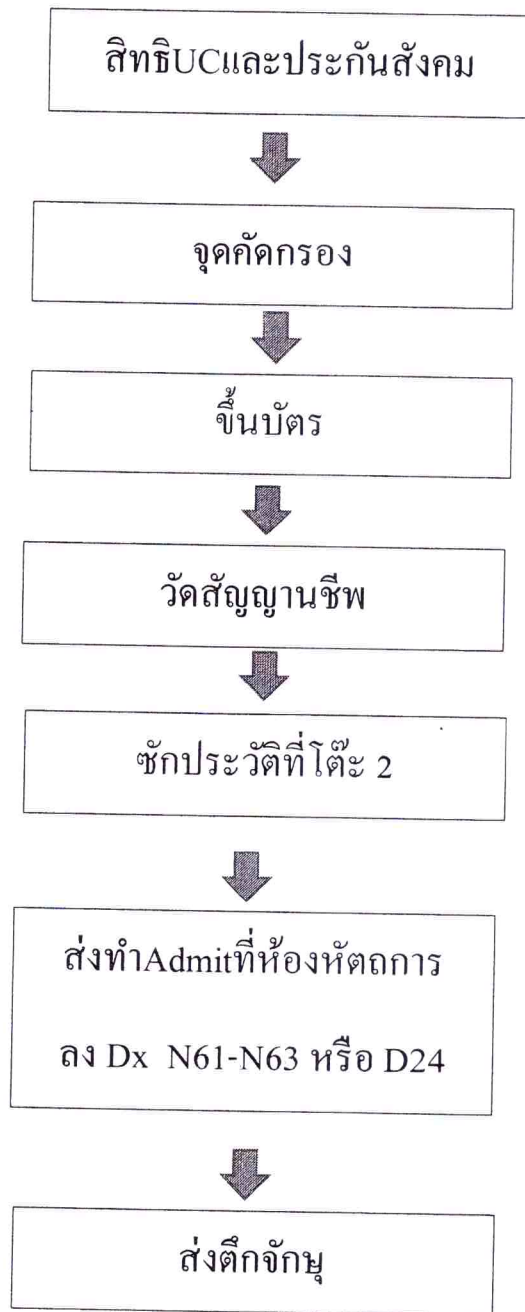 สิทธิUCและประกันสังคม
จุดคัดกรอง
ขึ้นบัตร
วัดสัญญานชีพ
ซักประวัติที่โต๊ะ 2
ส่งทำAdmitที่ห้องหัตถการ
ลง Dx N61-N63 หรือ D24
ส่งตึกจักษุ